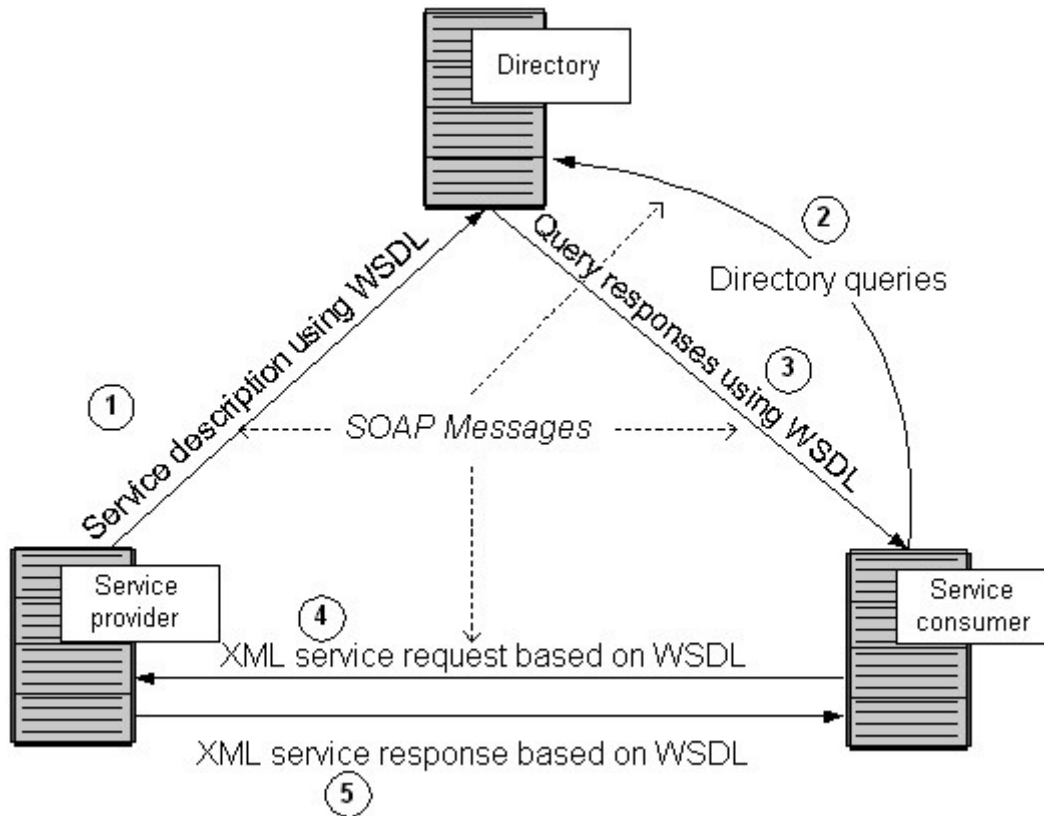 Directory
2
Directory queries
Query responses using WSDL
3
Service description using WSDL
1
SOAP Messages
Service
provider
Service
consumer
4
XML service request based on WSDL
XML service response based on WSDL
5